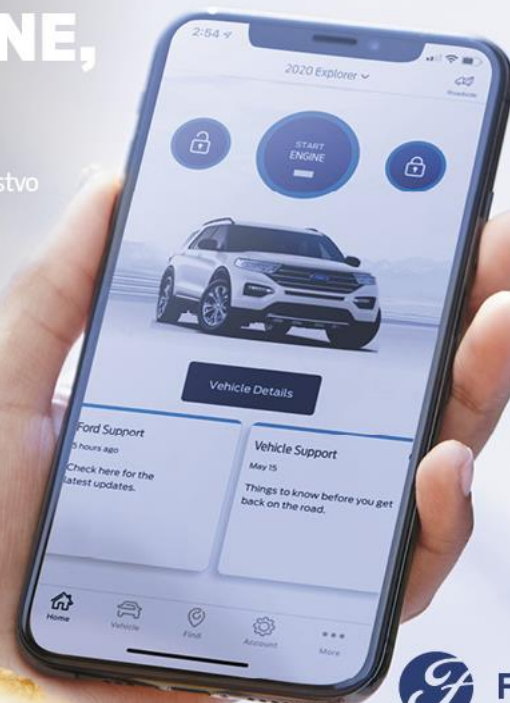 NE,
stvo
2:54
2020 Explorer
Roadside
START
ENGINE
Vehicle Details
Ford Support
5 hours ago
Check here for the
latest updates.
Vehicle Support
May 15
Things to know before you get
back on the road.
Home
Vehicle
Find
Account
More
F